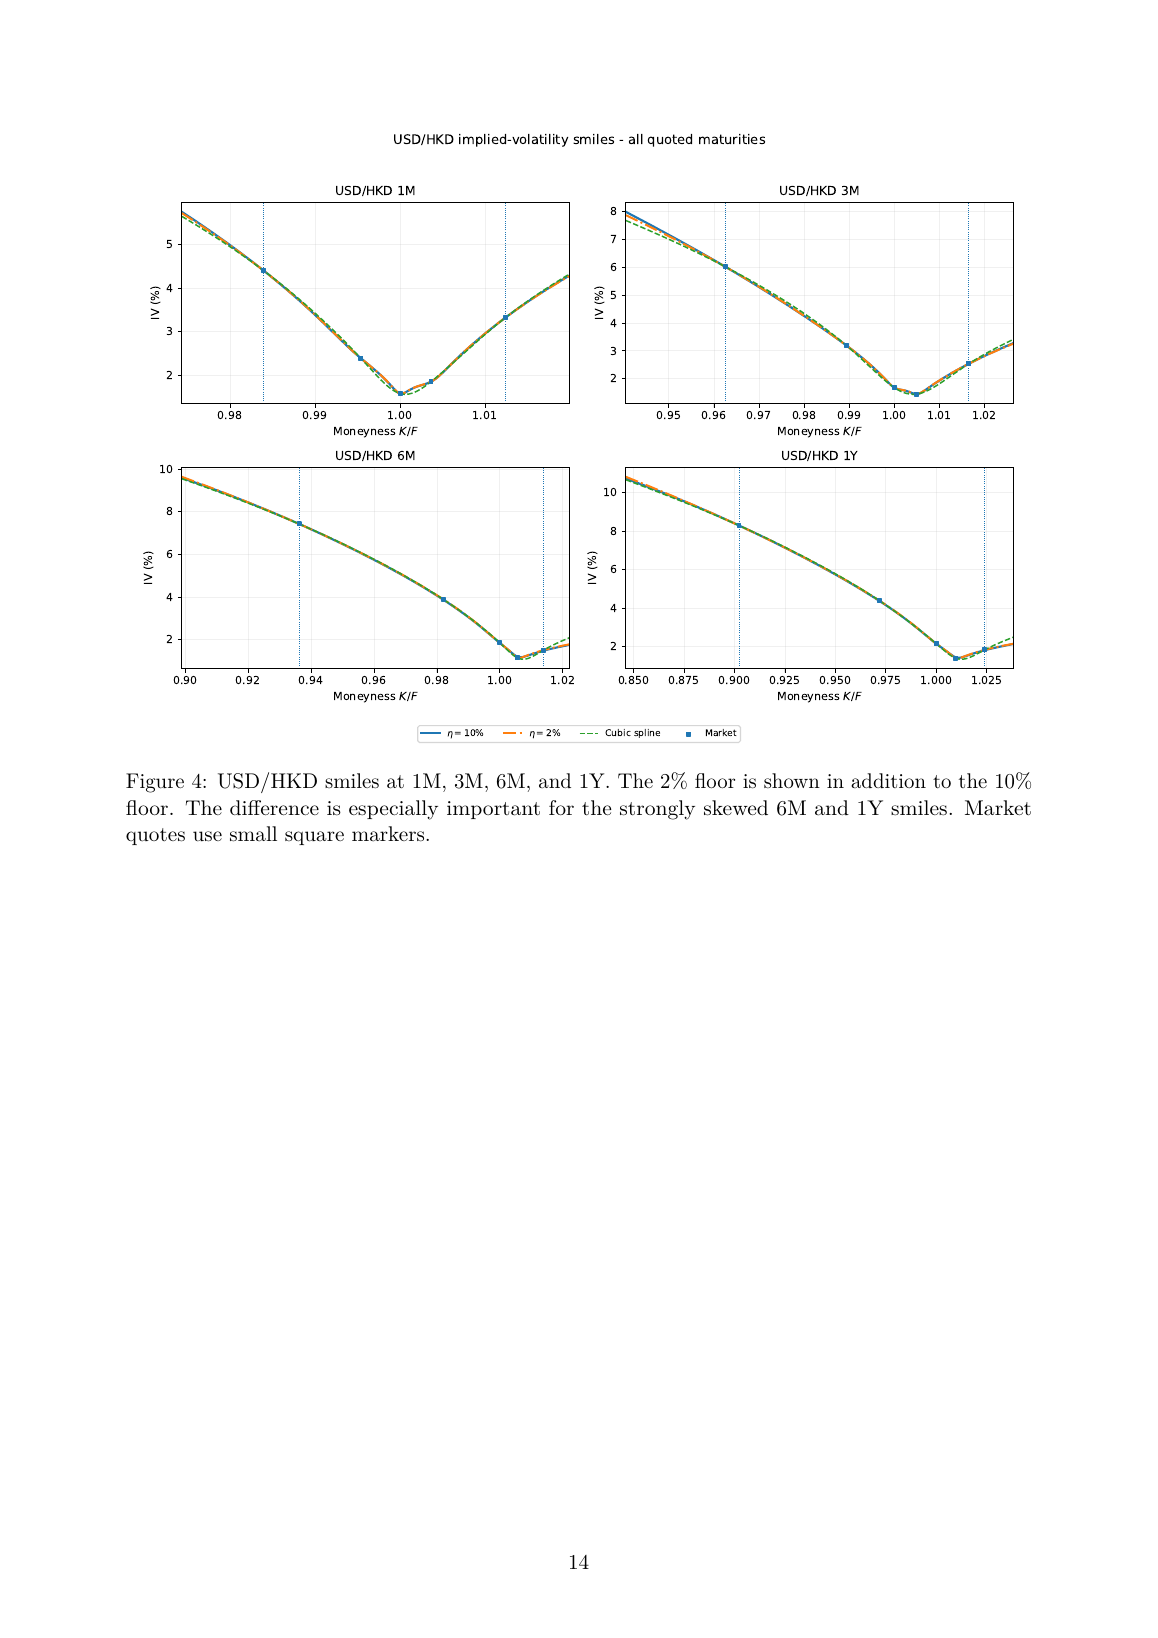 USD/HKD implied-volatility smiles - all quoted maturities
USD/HKD 1M
5
4
3
2
IV (%)
0.98 0.99 1.00 1.01
Moneyness K/F
USD/HKD 3M
8
7
6
5
4
3
2
IV (%)
0.95 0.96 0.97 0.98 0.99 1.00 1.01 1.02
Moneyness K/F
USD/HKD 6M
10
8
6
4
2
IV (%)
0.90 0.92 0.94 0.96 0.98 1.00 1.02
Moneyness K/F
USD/HKD 1Y
10
8
6
4
2
IV (%)
0.850 0.875 0.900 0.925 0.950 0.975 1.000 1.025
Moneyness K/F
η = 10% η = 2% Cubic spline Market
Figure 4: USD/HKD smiles at 1M, 3M, 6M, and 1Y. The 2% floor is shown in addition to the 10%
floor. The difference is especially important for the strongly skewed 6M and 1Y smiles. Market
quotes use small square markers.
14